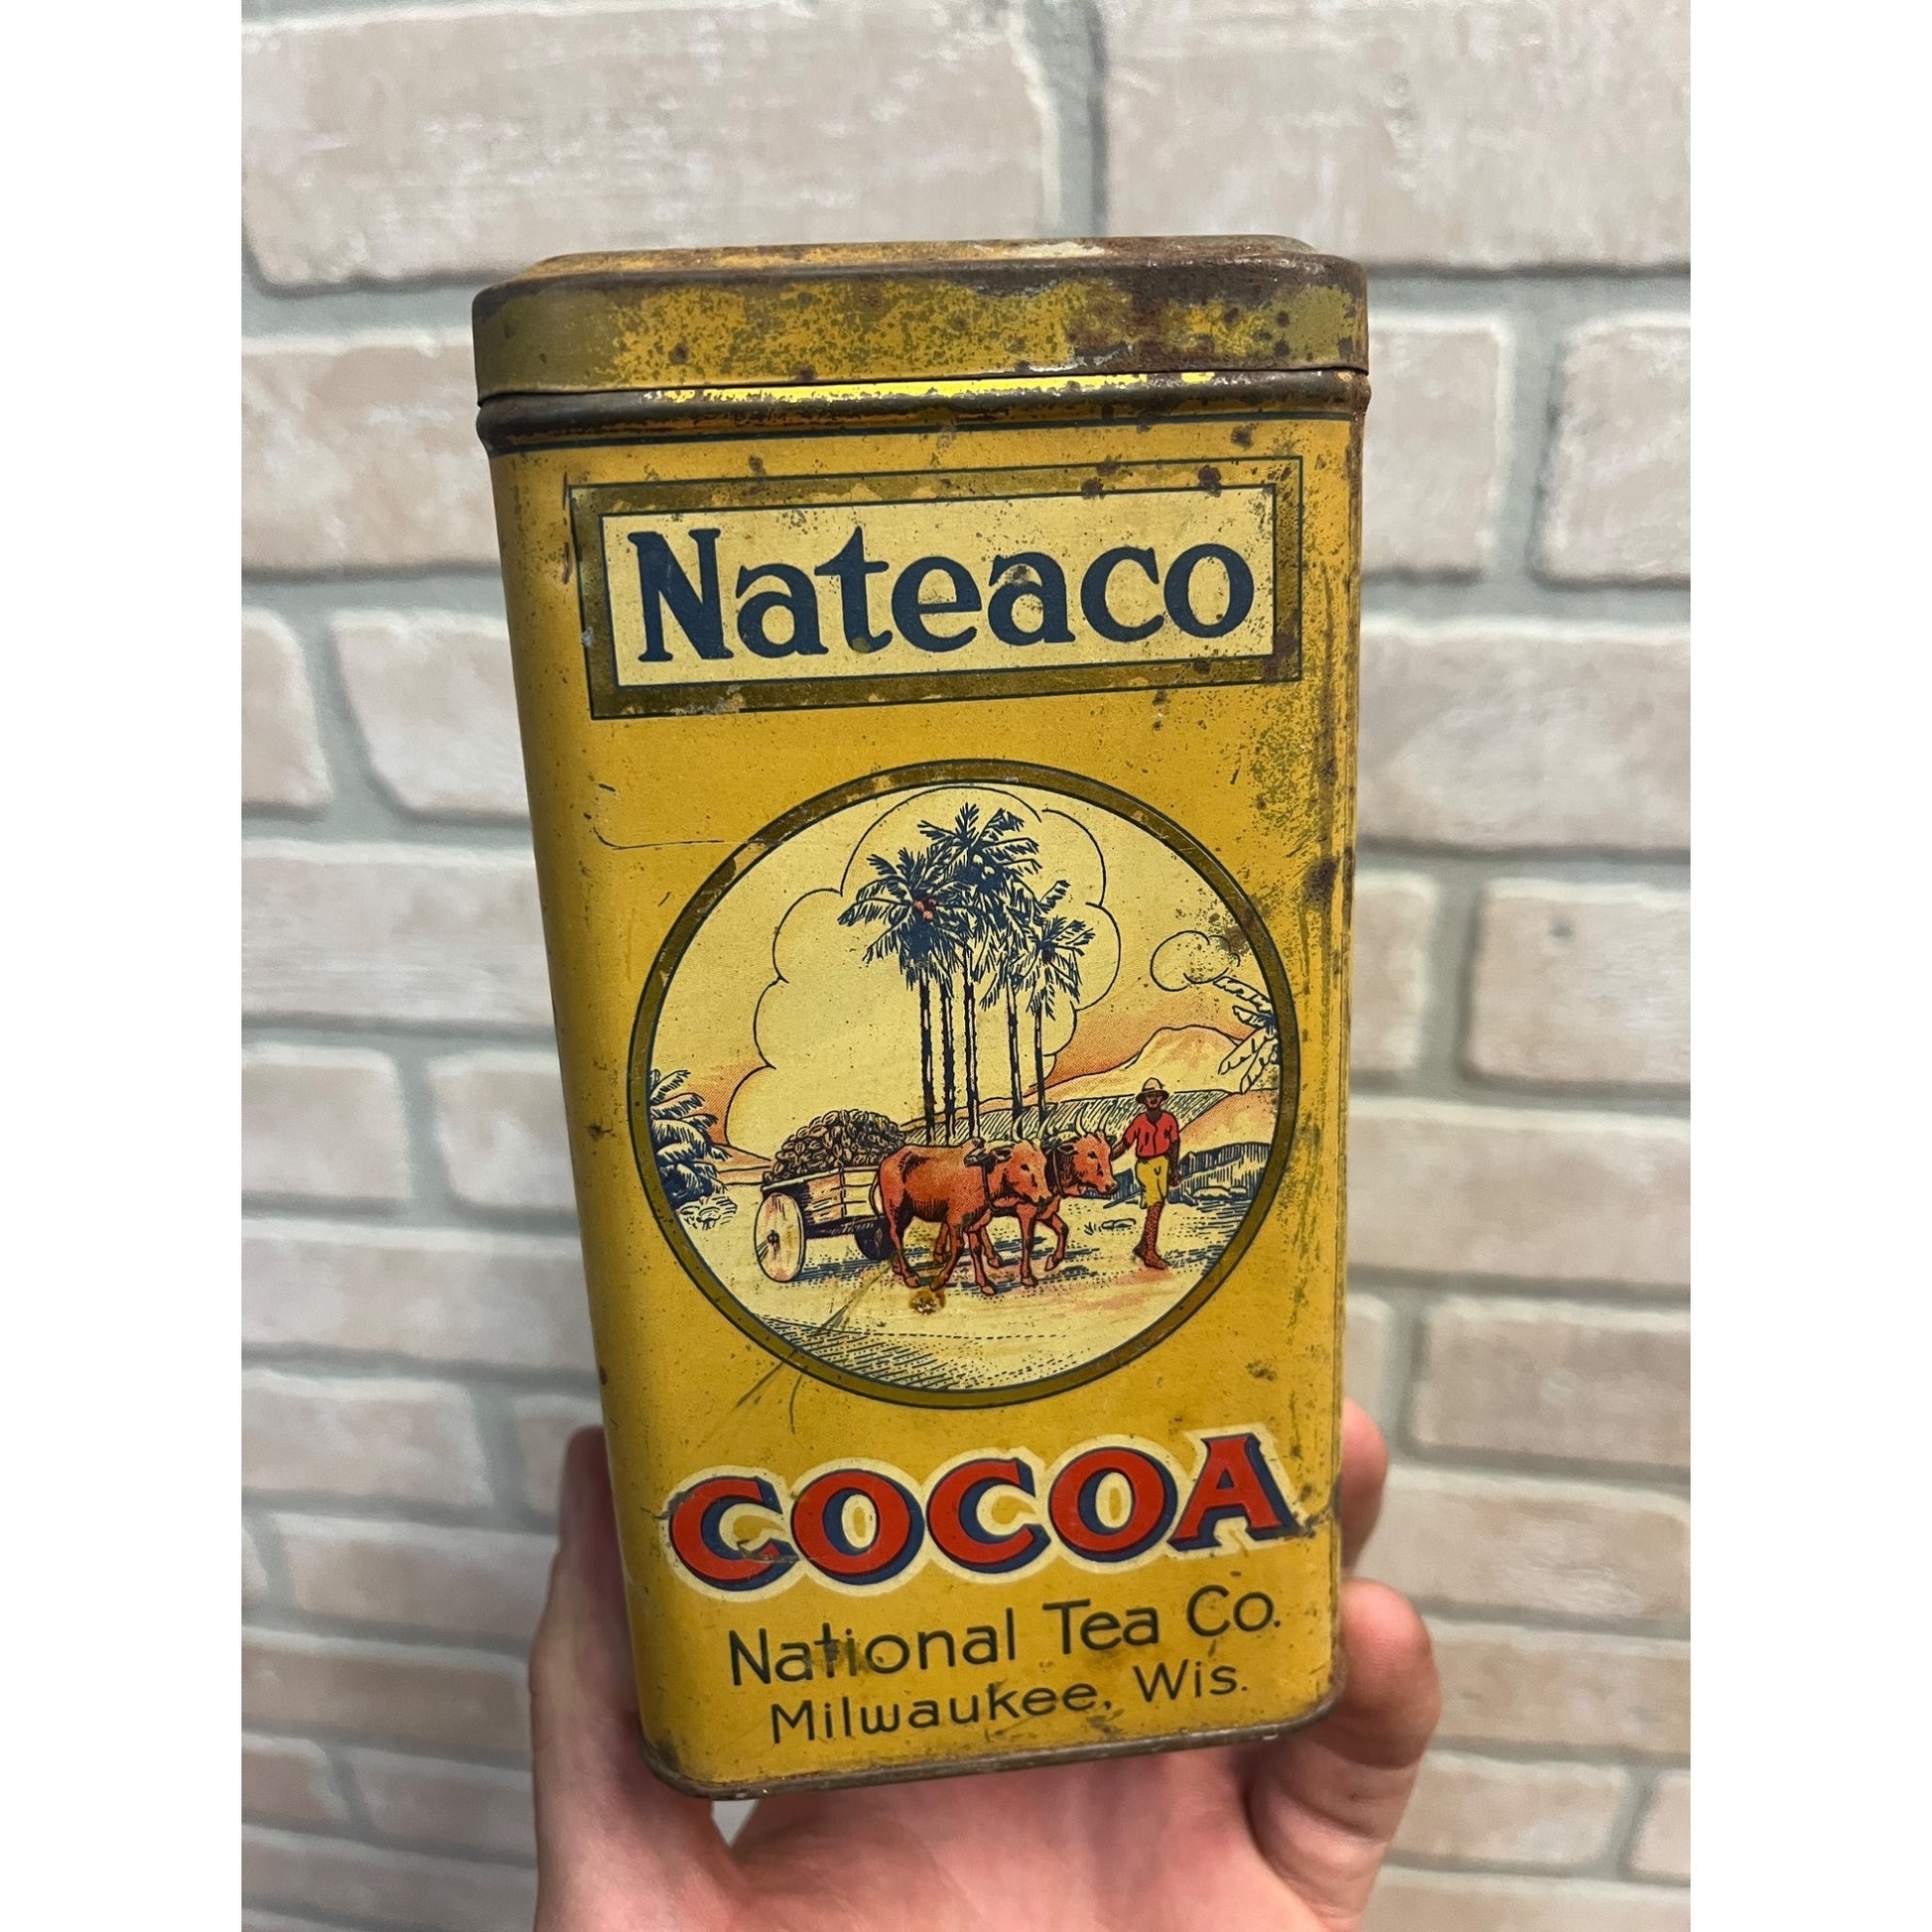 Nateaco
COCOA
National Tea Co.
Milwaukee, Wis.